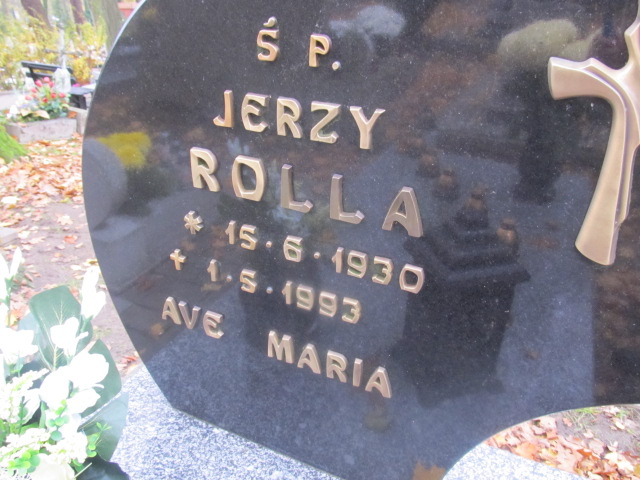 Ś P.
JERZY
ROLLA
* 15.6.1930
+ 1.5.1993
AVE MARIA